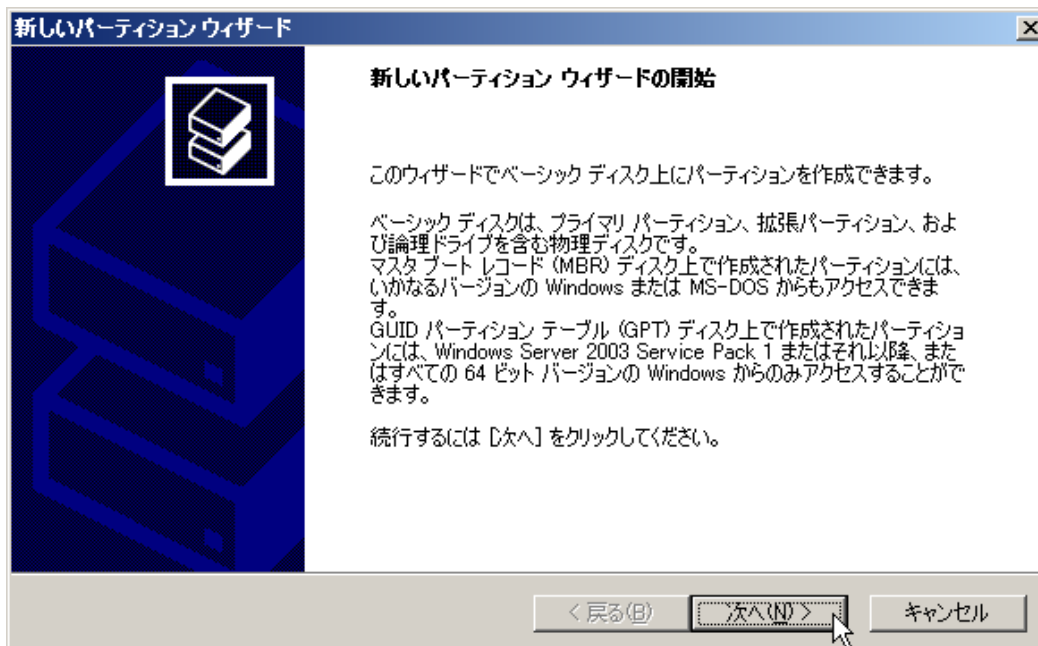 新しいパーティション ウィザード
新しいパーティション ウィザードの開始
このウィザードでベーシック ディスク上にパーティションを作成できます。
ベーシック ディスクは、プライマリ パーティション、拡張パーティション、およ
び論理ドライブを含む物理ディスクです。
マスタ ブート レコード (MBR) ディスク上で作成されたパーティションには、
いかなるバージョンの Windows または MS-DOS からもアクセスできま
す。
GUID パーティション テーブル (GPT) ディスク上で作成されたパーティショ
ンには、Windows Server 2003 Service Pack 1 またはそれ以降、また
はすべての 64 ビット バージョンの Windows からのみアクセスすることがで
きます。
続行するには [次へ] をクリックしてください。
< 戻る(B)
次へ(N) >
キャンセル